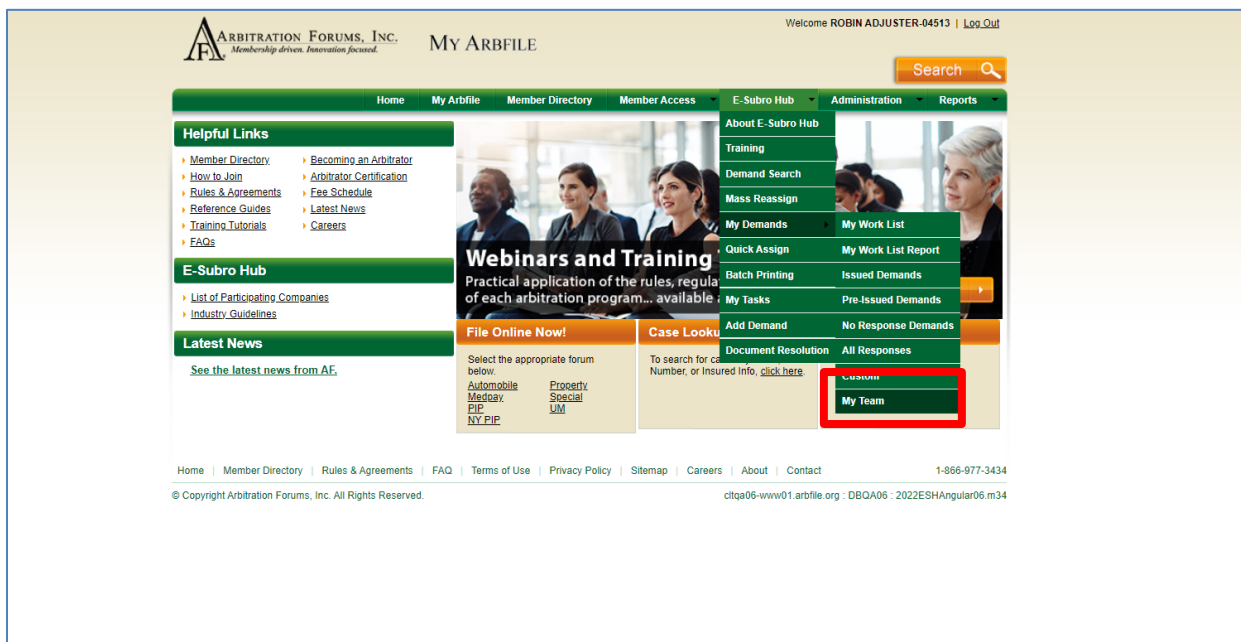 Welcome ROBIN ADJUSTER-04513 | Log Out
ARBITRATION FORUMS, INC.
Membership driven. Innovation focused.
MY ARBFILE
Search
Home My Arbfile Member Directory Member Access E-Subro Hub Administration Reports
Helpful Links
Member Directory
How to Join
Rules & Agreements
Reference Guides
Training Tutorials
FAQs
Becoming an Arbitrator
Arbitrator Certification
Fee Schedule
Latest News
Careers
E-Subro Hub
List of Participating Companies
Industry Guidelines
Latest News
See the latest news from AF.
About E-Subro Hub
Training
Demand Search
Mass Reassign
My Demands
Quick Assign
Batch Printing
My Tasks
Add Demand
Document Resolution
My Work List
My Work List Report
Issued Demands
Pre-Issued Demands
No Response Demands
All Responses
Custom
My Team
Webinars and Training
Practical application of the rules, regula
of each arbitration program... available
File Online Now!
Select the appropriate forum
below.
Automobile Property
Medpay Special
PIP UM
NY PIP
Case Looku
To search for ca
Number, or Insured Info, click here.
Home | Member Directory | Rules & Agreements | FAQ | Terms of Use | Privacy Policy | Sitemap | Careers | About | Contact 1-866-977-3434
© Copyright Arbitration Forums, Inc. All Rights Reserved. cltqa06-www01.arbfile.org : DBQA06 : 2022ESHAngular06.m34